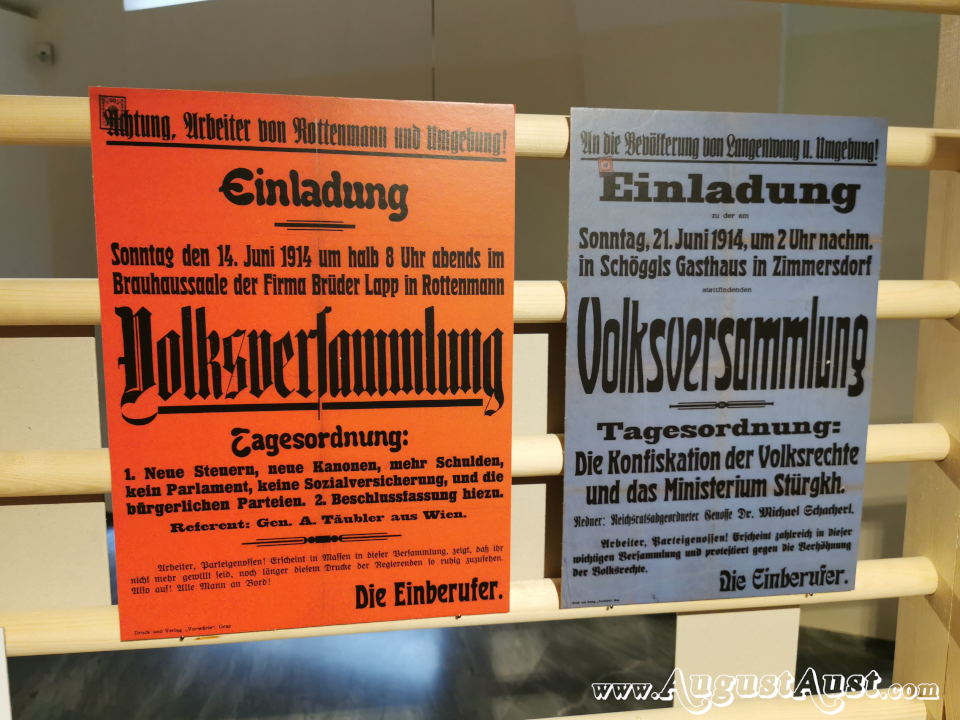 Achtung, Arbeiter von Rottenmann und Umgebung!
Einladung
Sonntag den 14. Juni 1914 um halb 8 Uhr abends im
Brauhaussaale der Firma Brüder Lapp in Rottenmann
Volksversammlung
Tagesordnung:
1. Neue Steuern, neue Kanonen, mehr Schulden,
kein Parlament, keine Sozialversicherung, und die
bürgerlichen Parteien. 2. Beschlussfassung hiezu.
Referent: Gen. A. Täubler aus Wien.
Arbeiter, Parteigenossen! Erscheint in Massen in dieser Versammlung, zeigt, daß ihr
nicht mehr gewillt seid, noch länger diesem Drucke der Regierenden so ruhig zuzusehen.
Also auf! Alle Mann an Bord!
Die Einberufer.
Druck und Verlag „Vorwärts“, Graz
An die Bevölkerung von Langenwang u. Umgebung!
Einladung
zu der am
Sonntag, 21. Juni 1914, um 2 Uhr nachm.
in Schöggls Gasthaus in Zimmersdorf
stattfindenden
Volksversammlung
Tagesordnung:
Die Konfiskation der Volksrechte
und das Ministerium Stürgkh.
Redner: Reichsratsabgeordneter Genosse Dr. Michael Schacherl.
Arbeiter, Parteigenossen! Erscheint zahlreich in dieser
wichtigen Versammlung und protestiert gegen die Verhöhnung
der Volksrechte.
Die Einberufer.
www.AugustAust.com